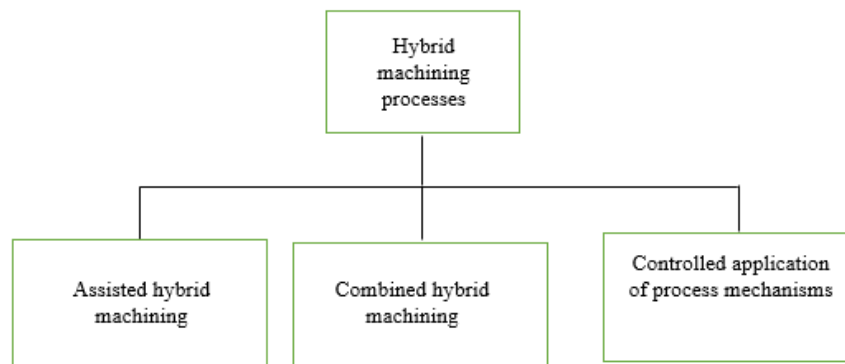 Hybrid
machining
processes
Assisted hybrid
machining
Combined hybrid
machining
Controlled application
of process mechanisms